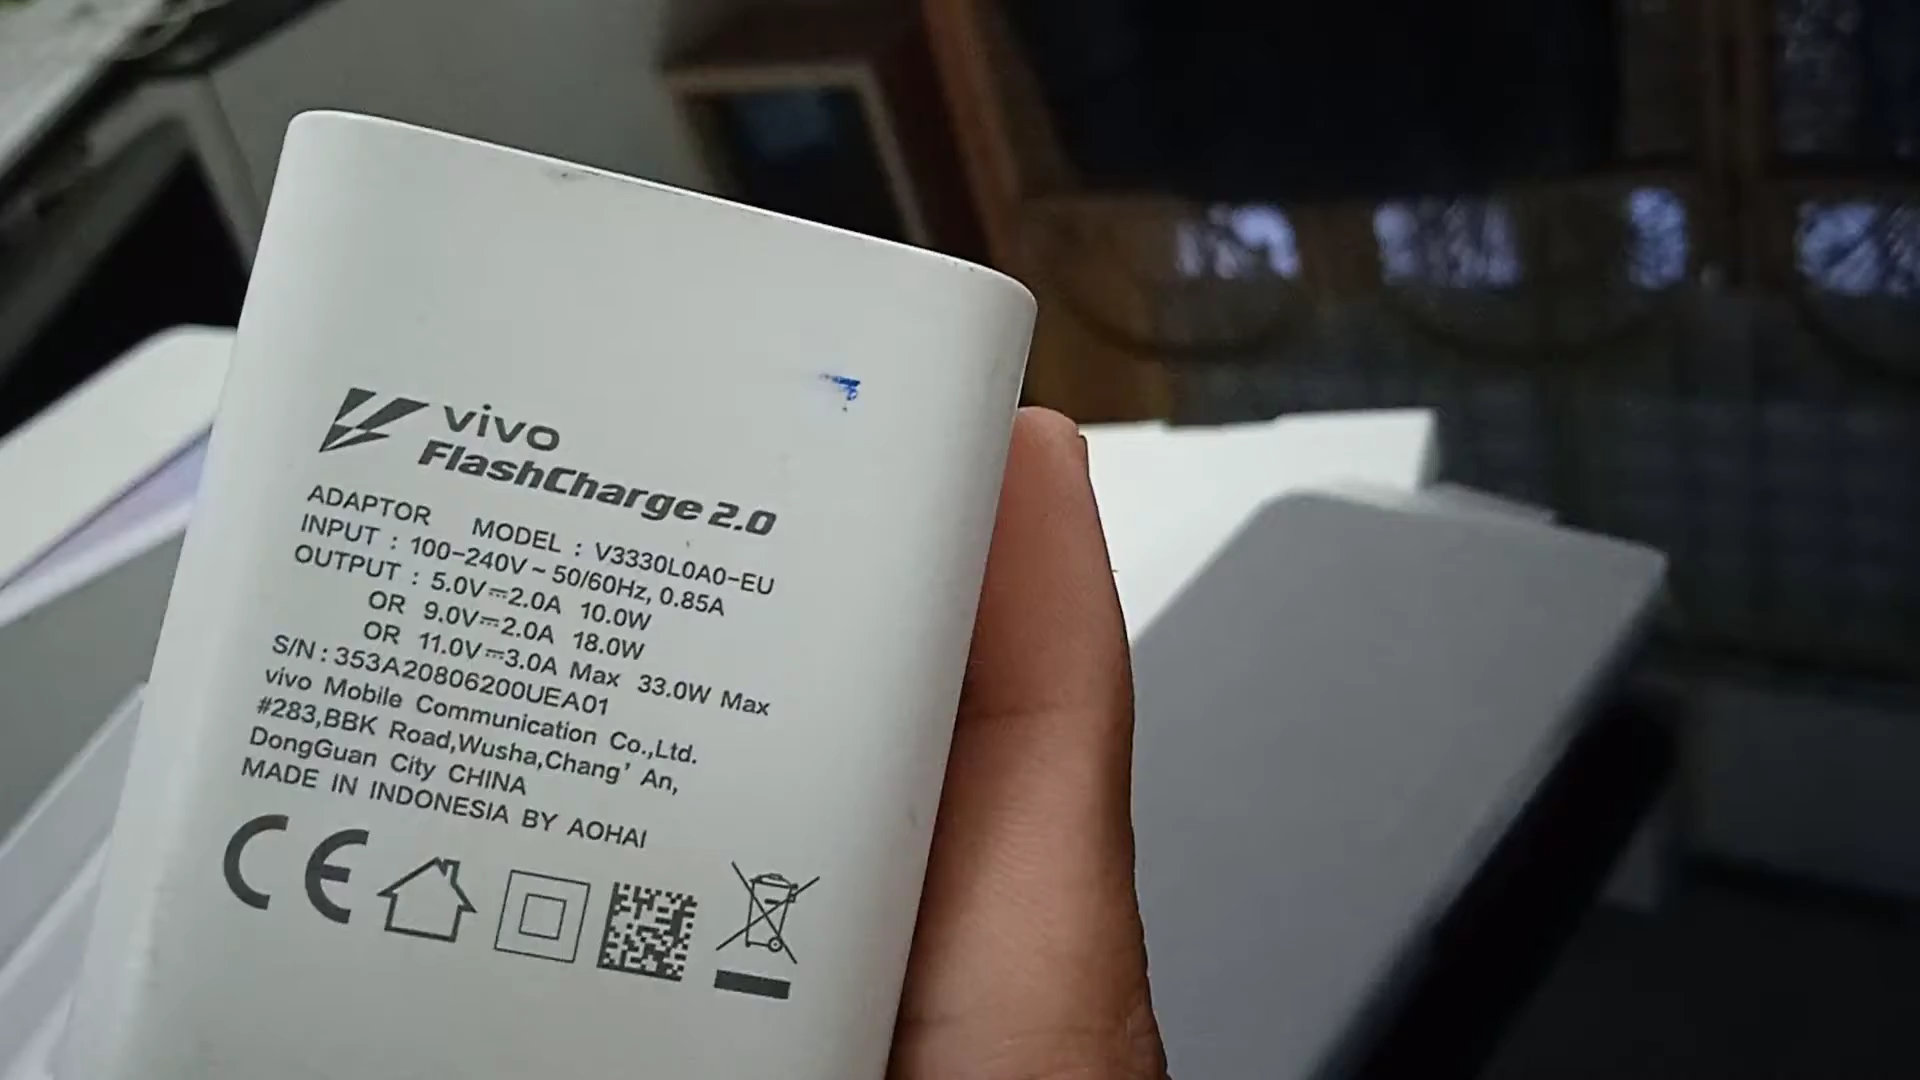 vivo
FlashCharge 2.0
ADAPTOR MODEL : V3330L0A0-EU
INPUT : 100-240V ~ 50/60Hz, 0.85A
OUTPUT : 5.0V⎓2.0A 10.0W
OR 9.0V⎓2.0A 18.0W
OR 11.0V⎓3.0A Max 33.0W Max
S/N : 353A20806200UEA01
vivo Mobile Communication Co.,Ltd.
#283,BBK Road,Wusha,Chang' An,
DongGuan City CHINA
MADE IN INDONESIA BY AOHAI
CE